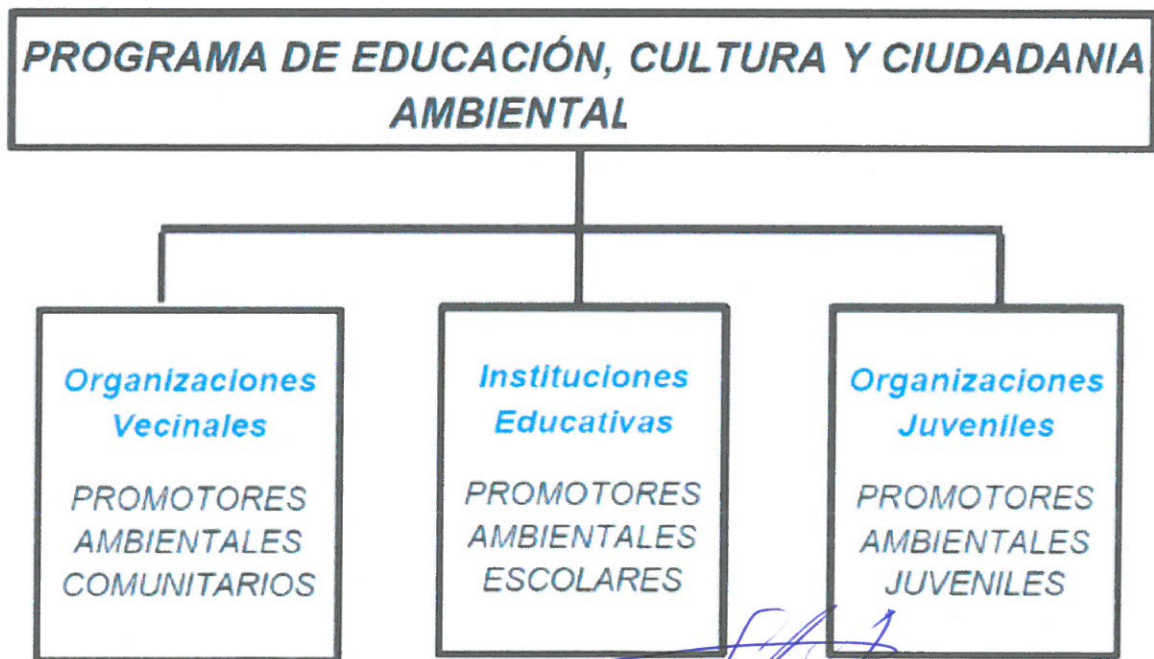 PROGRAMA DE EDUCACIÓN, CULTURA Y CIUDADANIA
AMBIENTAL
Organizaciones
Vecinales
PROMOTORES
AMBIENTALES
COMUNITARIOS
Instituciones
Educativas
PROMOTORES
AMBIENTALES
ESCOLARES
Organizaciones
Juveniles
PROMOTORES
AMBIENTALES
JUVENILES